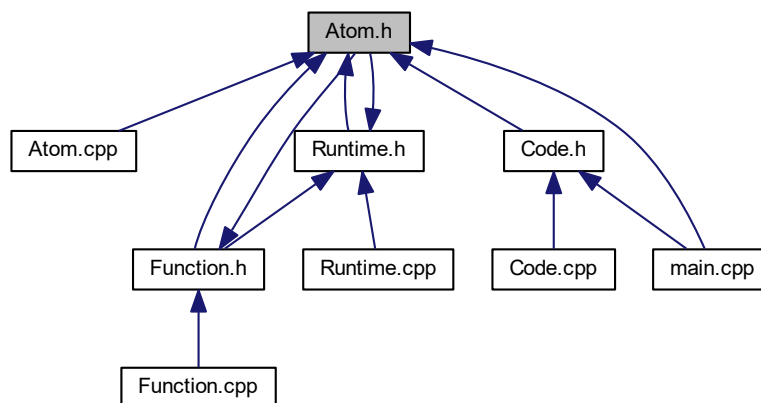 Atom.h
Atom.cpp
Runtime.h
Code.h
Function.h
Runtime.cpp
Code.cpp
main.cpp
Function.cpp